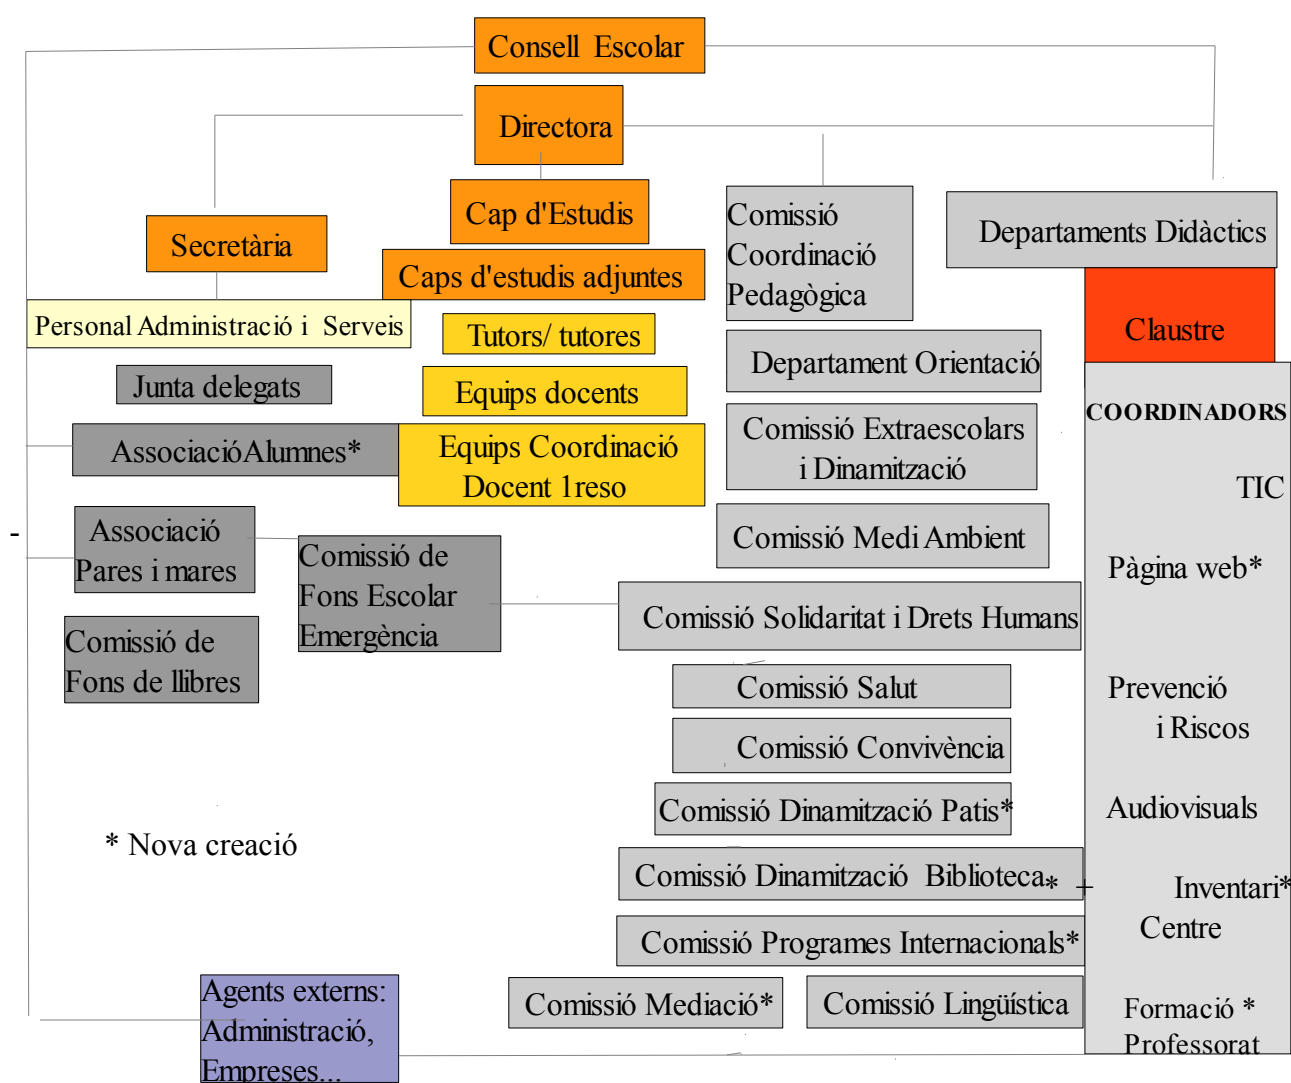 Consell Escolar
Directora
Cap d'Estudis
Secretària
Caps d'estudis adjuntes
Personal Administració i Serveis
Tutors/ tutores
Junta delegats
Equips docents
Associació Alumnes*
Equips Coordinació
Docent 1reso
Associació
Pares i mares
Comissió de
Fons Escolar
Emergència
Comissió de
Fons de llibres
-
* Nova creació
Agents externs:
Administració,
Empreses...
Comissió
Coordinació
Pedagògica
Departaments Didàctics
Claustre
Departament Orientació
Comissió Extraescolars
i Dinamització
Comissió Medi Ambient
Comissió Solidaritat i Drets Humans
Comissió Salut
Comissió Convivència
Comissió Dinamització Patis*
Comissió Dinamització Biblioteca*
Comissió Programes Internacionals*
Comissió Mediació*
Comissió Lingüística
COORDINADORS
TIC
Pàgina web*
Prevenció
i Riscos
Audiovisuals
+ Inventari*
Centre
Formació *
Professorat